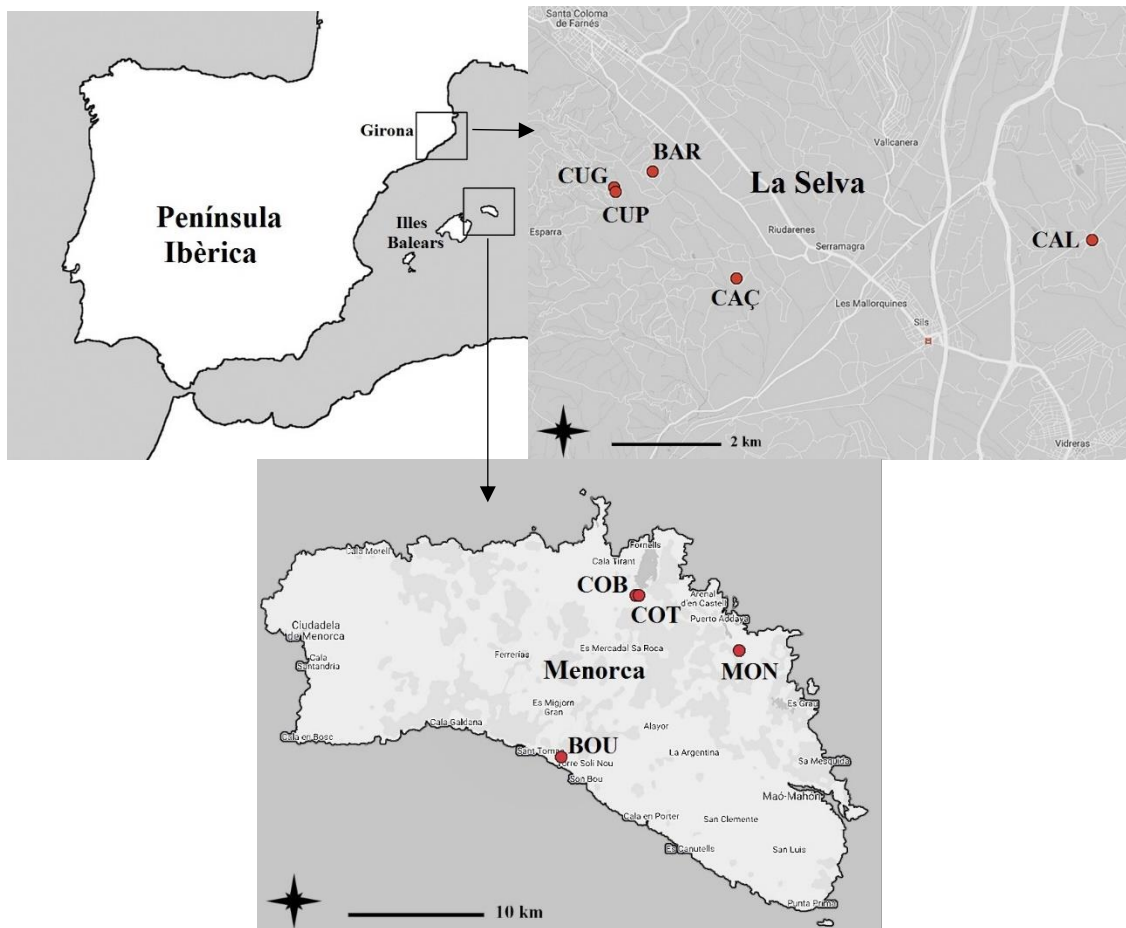 Girona
Península
Ibèrica
Illes
Balears
Santa Coloma
de Farnés
BAR
CUG
CUP
Esparra
La Selva
Vallcanera
Riudarenes
Serramagra
CAÇ
Les Mallorquines
Sils
CAL
Vidreras
2 km
Cala Morell
Fornells
Cala Tirant
COB
COT
Arenal
d'en Castell
Puerto Addaya
Ciudadela
de Menorca
Cala
Santandria
Ferrerías
Es Mercadal
Sa Roca
Menorca
MON
Es Grau
Es Migjorn
Gran
Cala Galdana
Alayor
Cala en Bosc
Sant Tomas
BOU
Torre Soli Nou
Son Bou
La Argentina
Sa Mesquida
Maó-Mahón
Cala en Porter
San Clemente
Es Canutells
San Luis
Punta Prima
10 km